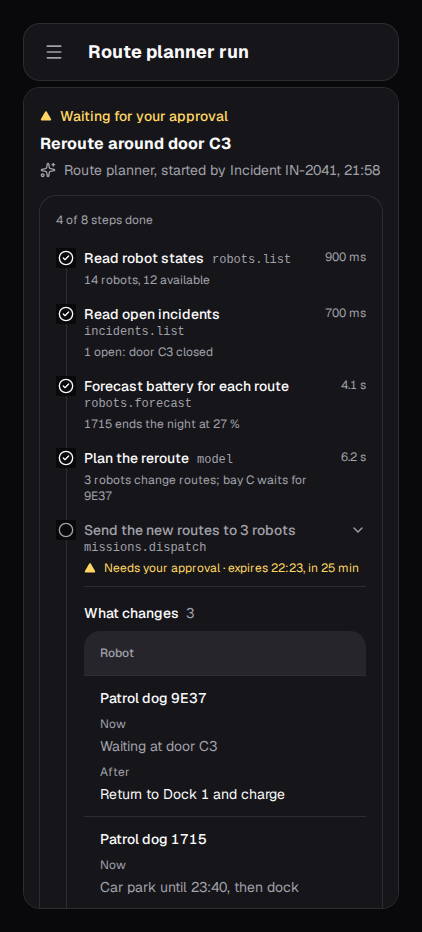 Route planner run
Waiting for your approval
Reroute around door C3
Route planner, started by Incident IN-2041, 21:58
4 of 8 steps done
Read robot states robots.list 900 ms
14 robots, 12 available
Read open incidents 700 ms
incidents.list
1 open: door C3 closed
Forecast battery for each route 4.1 s
robots.forecast
1715 ends the night at 27 %
Plan the reroute model 6.2 s
3 robots change routes; bay C waits for
9E37
Send the new routes to 3 robots
missions.dispatch
Needs your approval · expires 22:23, in 25 min
What changes 3
Robot
Patrol dog 9E37
Now
Waiting at door C3
After
Return to Dock 1 and charge
Patrol dog 1715
Now
Car park until 23:40, then dock